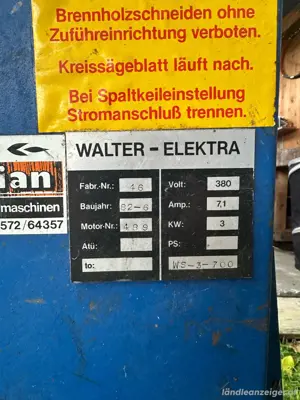 Brennholzschneiden ohne
Zuführeinrichtung verboten.
Kreissägeblatt läuft nach.
Bei Spaltkeileinstellung
Stromanschluß trennen.
an
maschinen
572/64357
WALTER - ELEKTRA
Fabr.-Nr.: 46
Baujahr: 82-6
Motor-Nr.:
Atü:
to:
Volt: 380
Amp.: 7,1
KW: 3
PS:
WS-3-700
ländleanzeiger.at